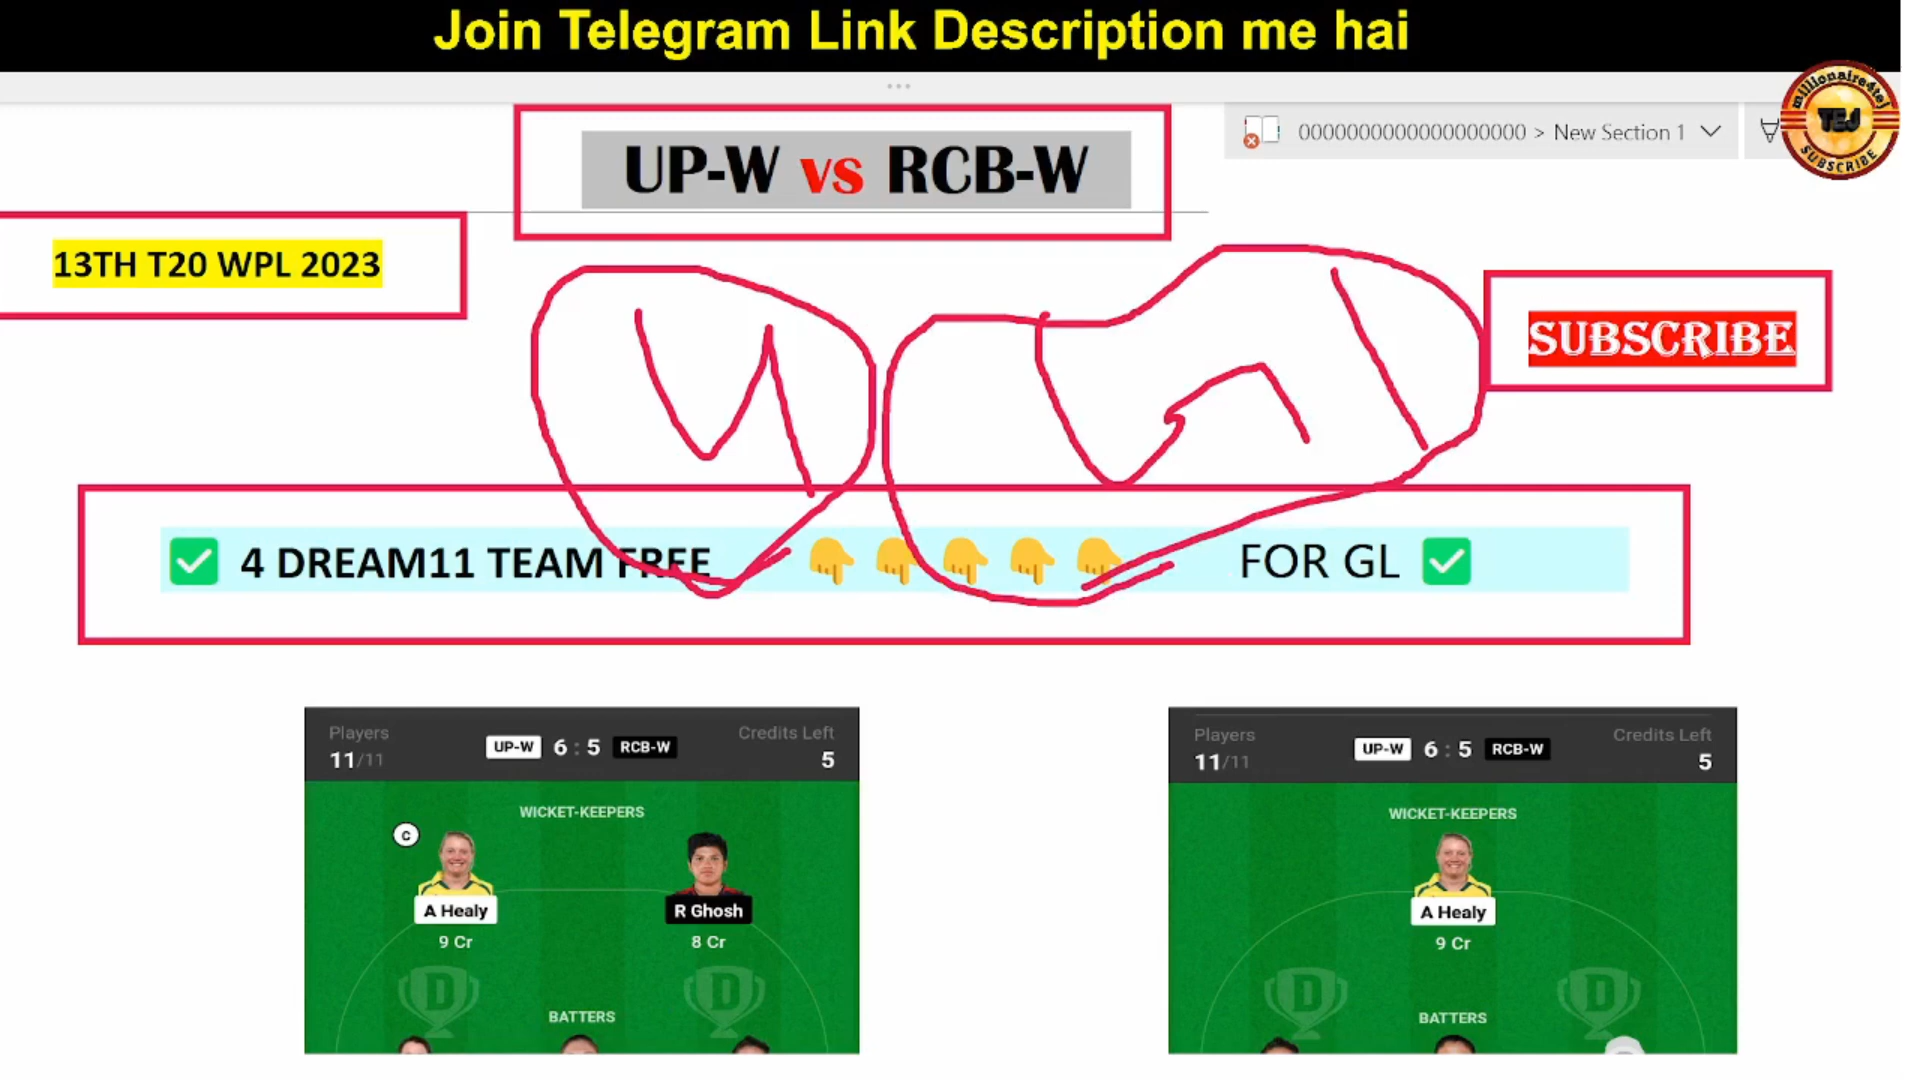 Join Telegram Link Description me hai
millionaire4tej
TEJ
SUBSCRIBE
0000000000000000000 > New Section 1
UP-W vs RCB-W
13TH T20 WPL 2023
SUBSCRIBE
✅ 4 DREAM11 TEAM FREE 👇👇👇👇👇 FOR GL ✅
Players
11/11
UP-W 6 : 5 RCB-W
Credits Left
5
WICKET-KEEPERS
C
A Healy
9 Cr
R Ghosh
8 Cr
BATTERS
Players
11/11
UP-W 6 : 5 RCB-W
Credits Left
5
WICKET-KEEPERS
A Healy
9 Cr
BATTERS